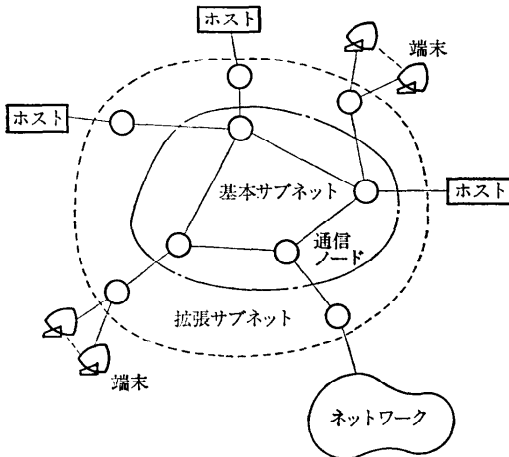 ホスト
端末
ホスト
基本サブネット
ホスト
通信
ノード
拡張サブネット
端末
ネットワーク